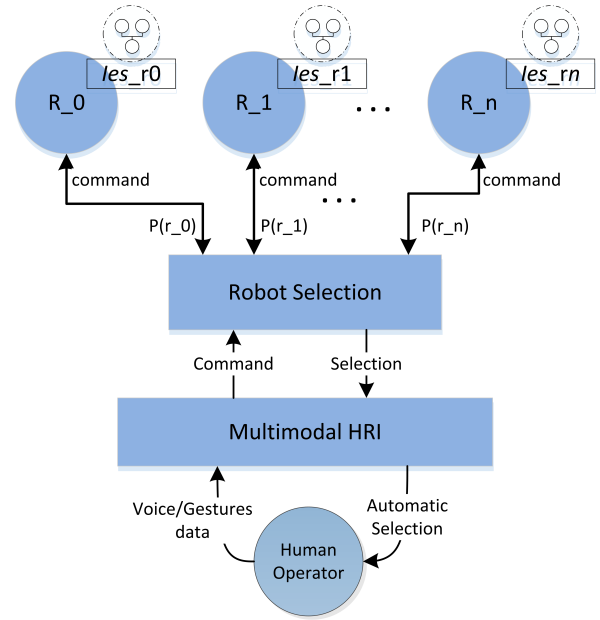 les_r0
les_r1
les_rn
R_0
R_1
R_n
...
command
command
command
...
P(r_0)
P(r_1)
P(r_n)
Robot Selection
Command
Selection
Multimodal HRI
Voice/Gestures
data
Automatic
Selection
Human
Operator